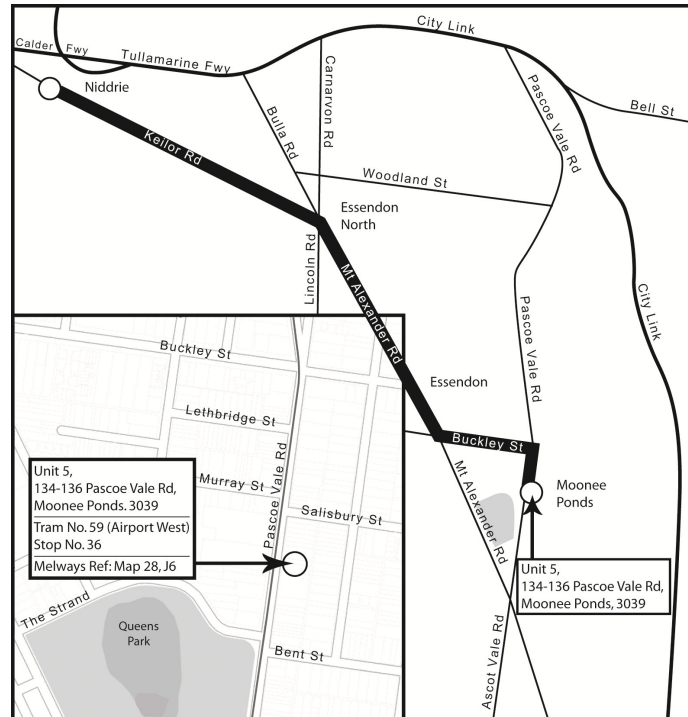 City Link
Calder Fwy
Tullamarine Fwy
Niddrie
Keilor Rd
Bulla Rd
Carnarvon Rd
Pascoe Vale Rd
Bell St
Woodland St
Essendon
North
Lincoln Rd
Mt Alexander Rd
Pascoe Vale Rd
City Link
Essendon
Buckley St
Mt Alexander Rd
Moonee
Ponds
Unit 5,
134-136 Pascoe Vale Rd,
Moonee Ponds, 3039
Ascot Vale Rd
Buckley St
Lethbridge St
Pascoe Vale Rd
Murray St
Salisbury St
Unit 5,
134-136 Pascoe Vale Rd,
Moonee Ponds. 3039
Tram No. 59 (Airport West)
Stop No. 36
Melways Ref: Map 28, J6
The Strand
Queens
Park
Bent St